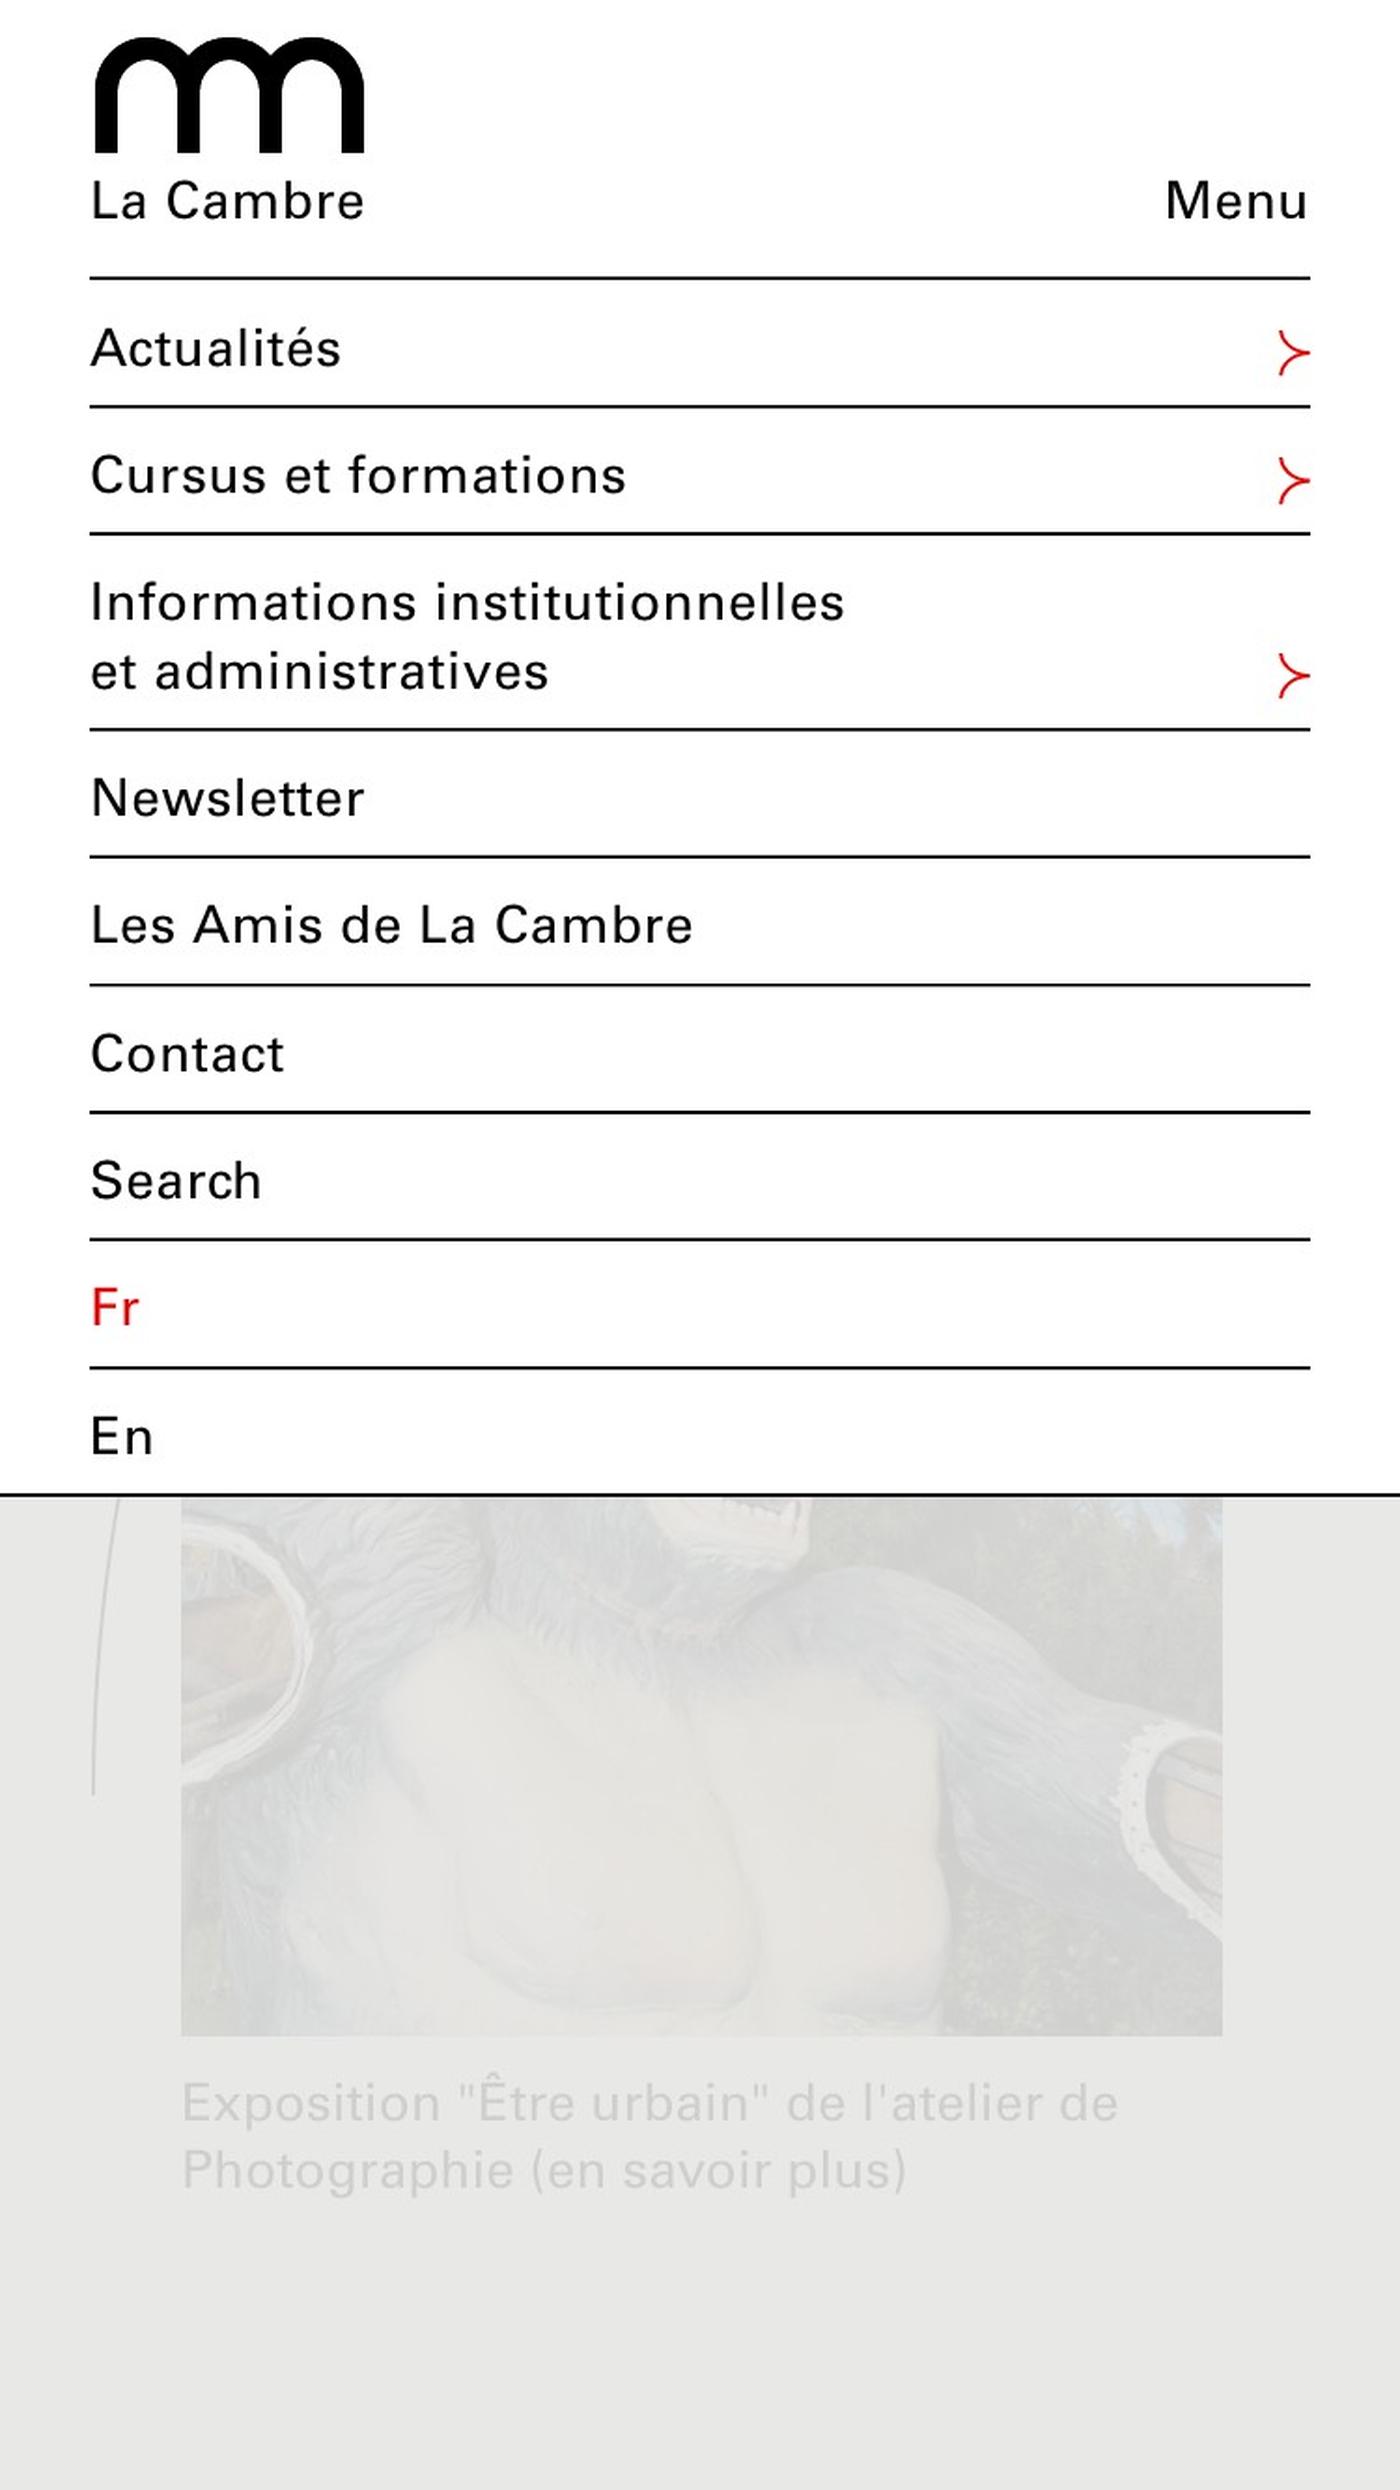 La Cambre
Menu
Actualités
Cursus et formations
Informations institutionnelles
et administratives
Newsletter
Les Amis de La Cambre
Contact
Search
Fr
En
Exposition "Être urbain" de l'atelier de
Photographie (en savoir plus)